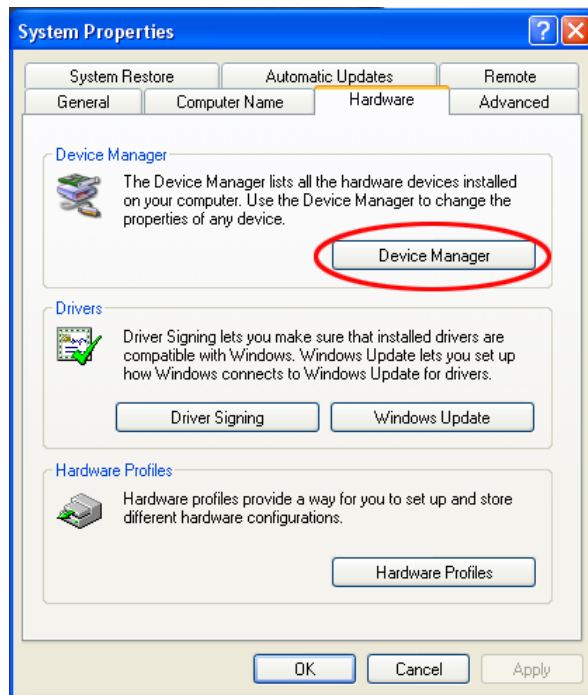 System Properties
System Restore Automatic Updates Remote
General Computer Name Hardware Advanced
Device Manager
The Device Manager lists all the hardware devices installed
on your computer. Use the Device Manager to change the
properties of any device.
Device Manager
Drivers
Driver Signing lets you make sure that installed drivers are
compatible with Windows. Windows Update lets you set up
how Windows connects to Windows Update for drivers.
Driver Signing Windows Update
Hardware Profiles
Hardware profiles provide a way for you to set up and store
different hardware configurations.
Hardware Profiles
OK Cancel Apply